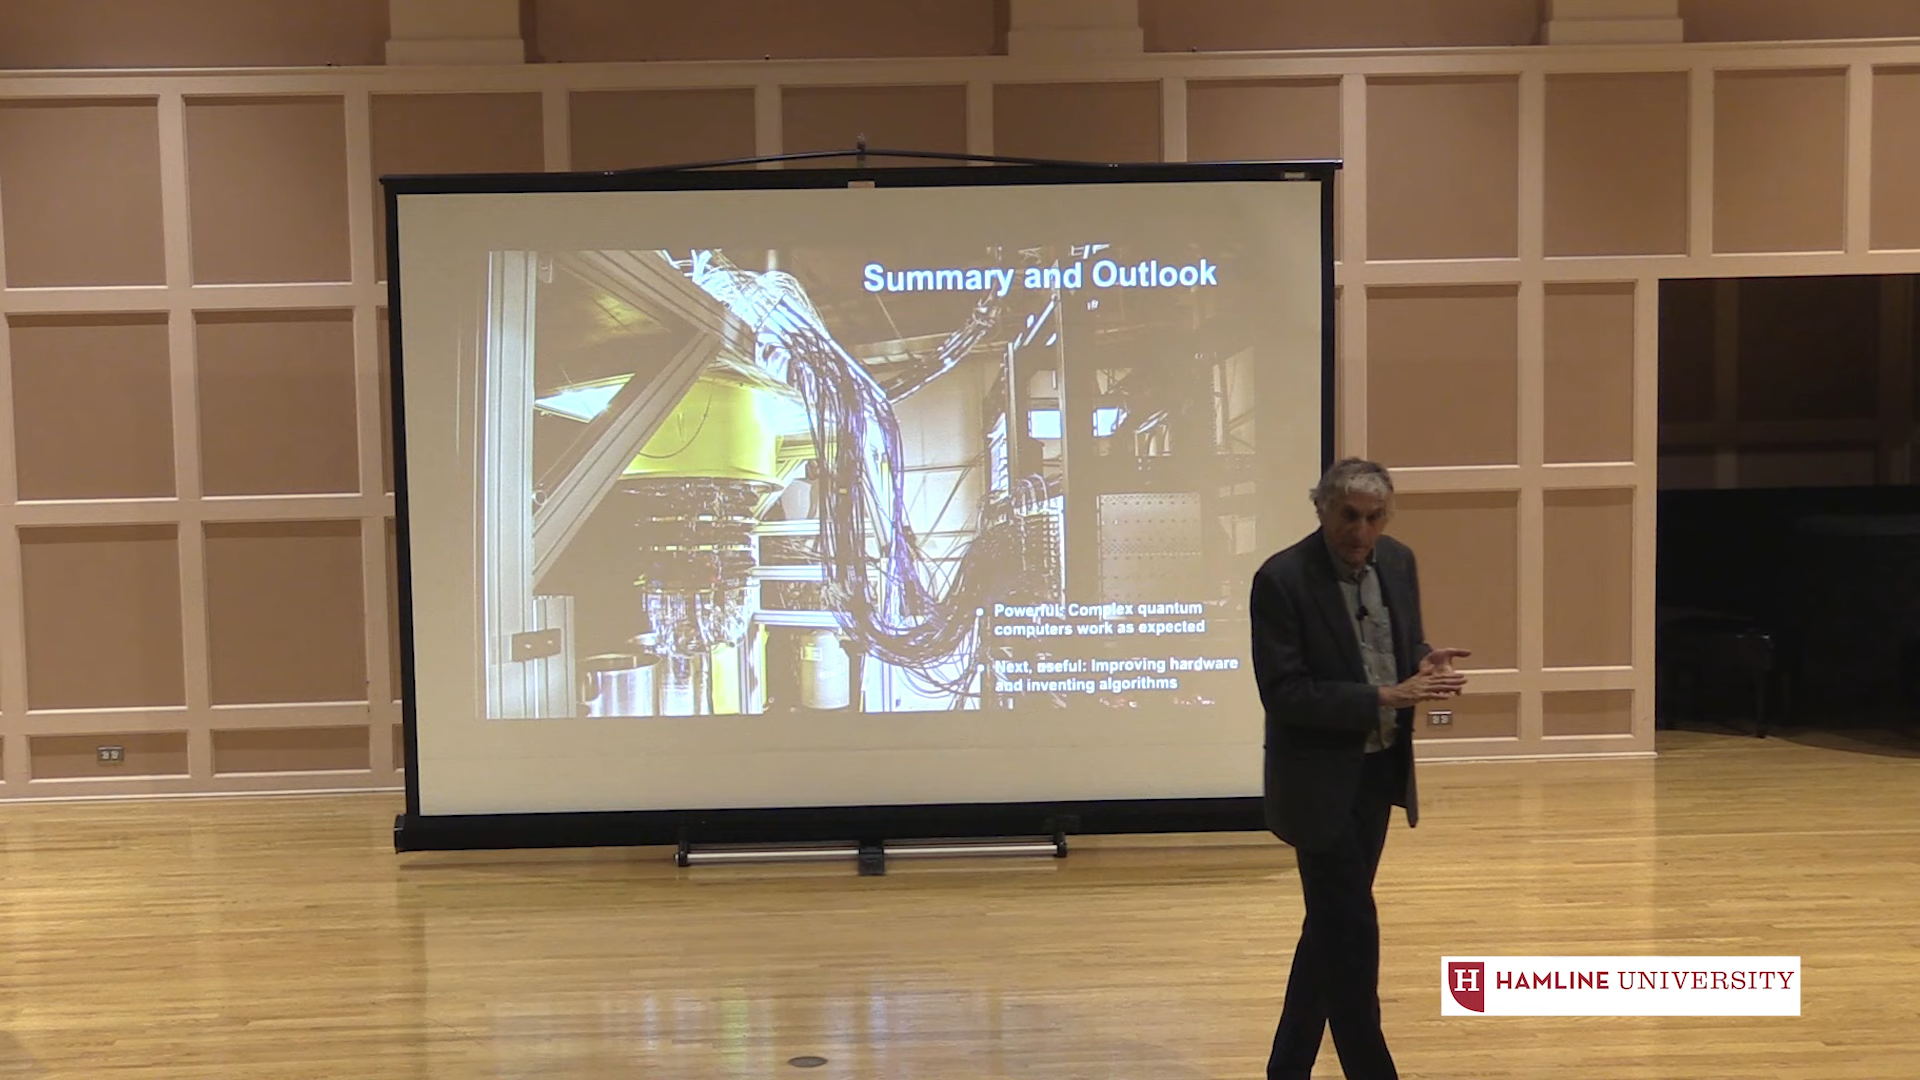 Summary and Outlook
• Powerful: Complex quantum
computers work as expected
• Next, useful: Improving hardware
and inventing algorithms
H HAMLINE UNIVERSITY